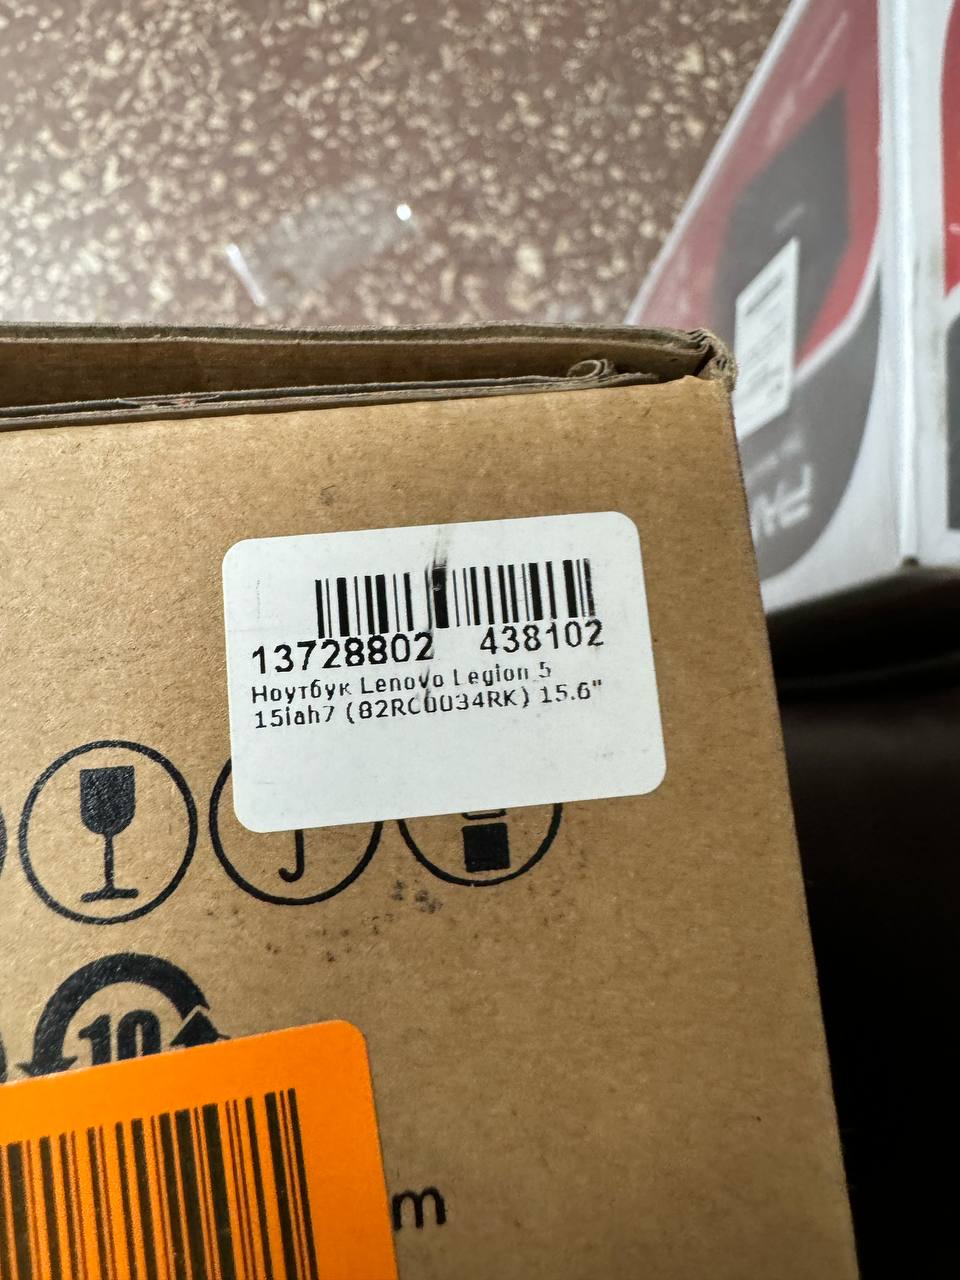 13728802 438102
Ноутбук Lenovo Legion 5
15iah7 (82RC0034RK) 15.6"
10
m